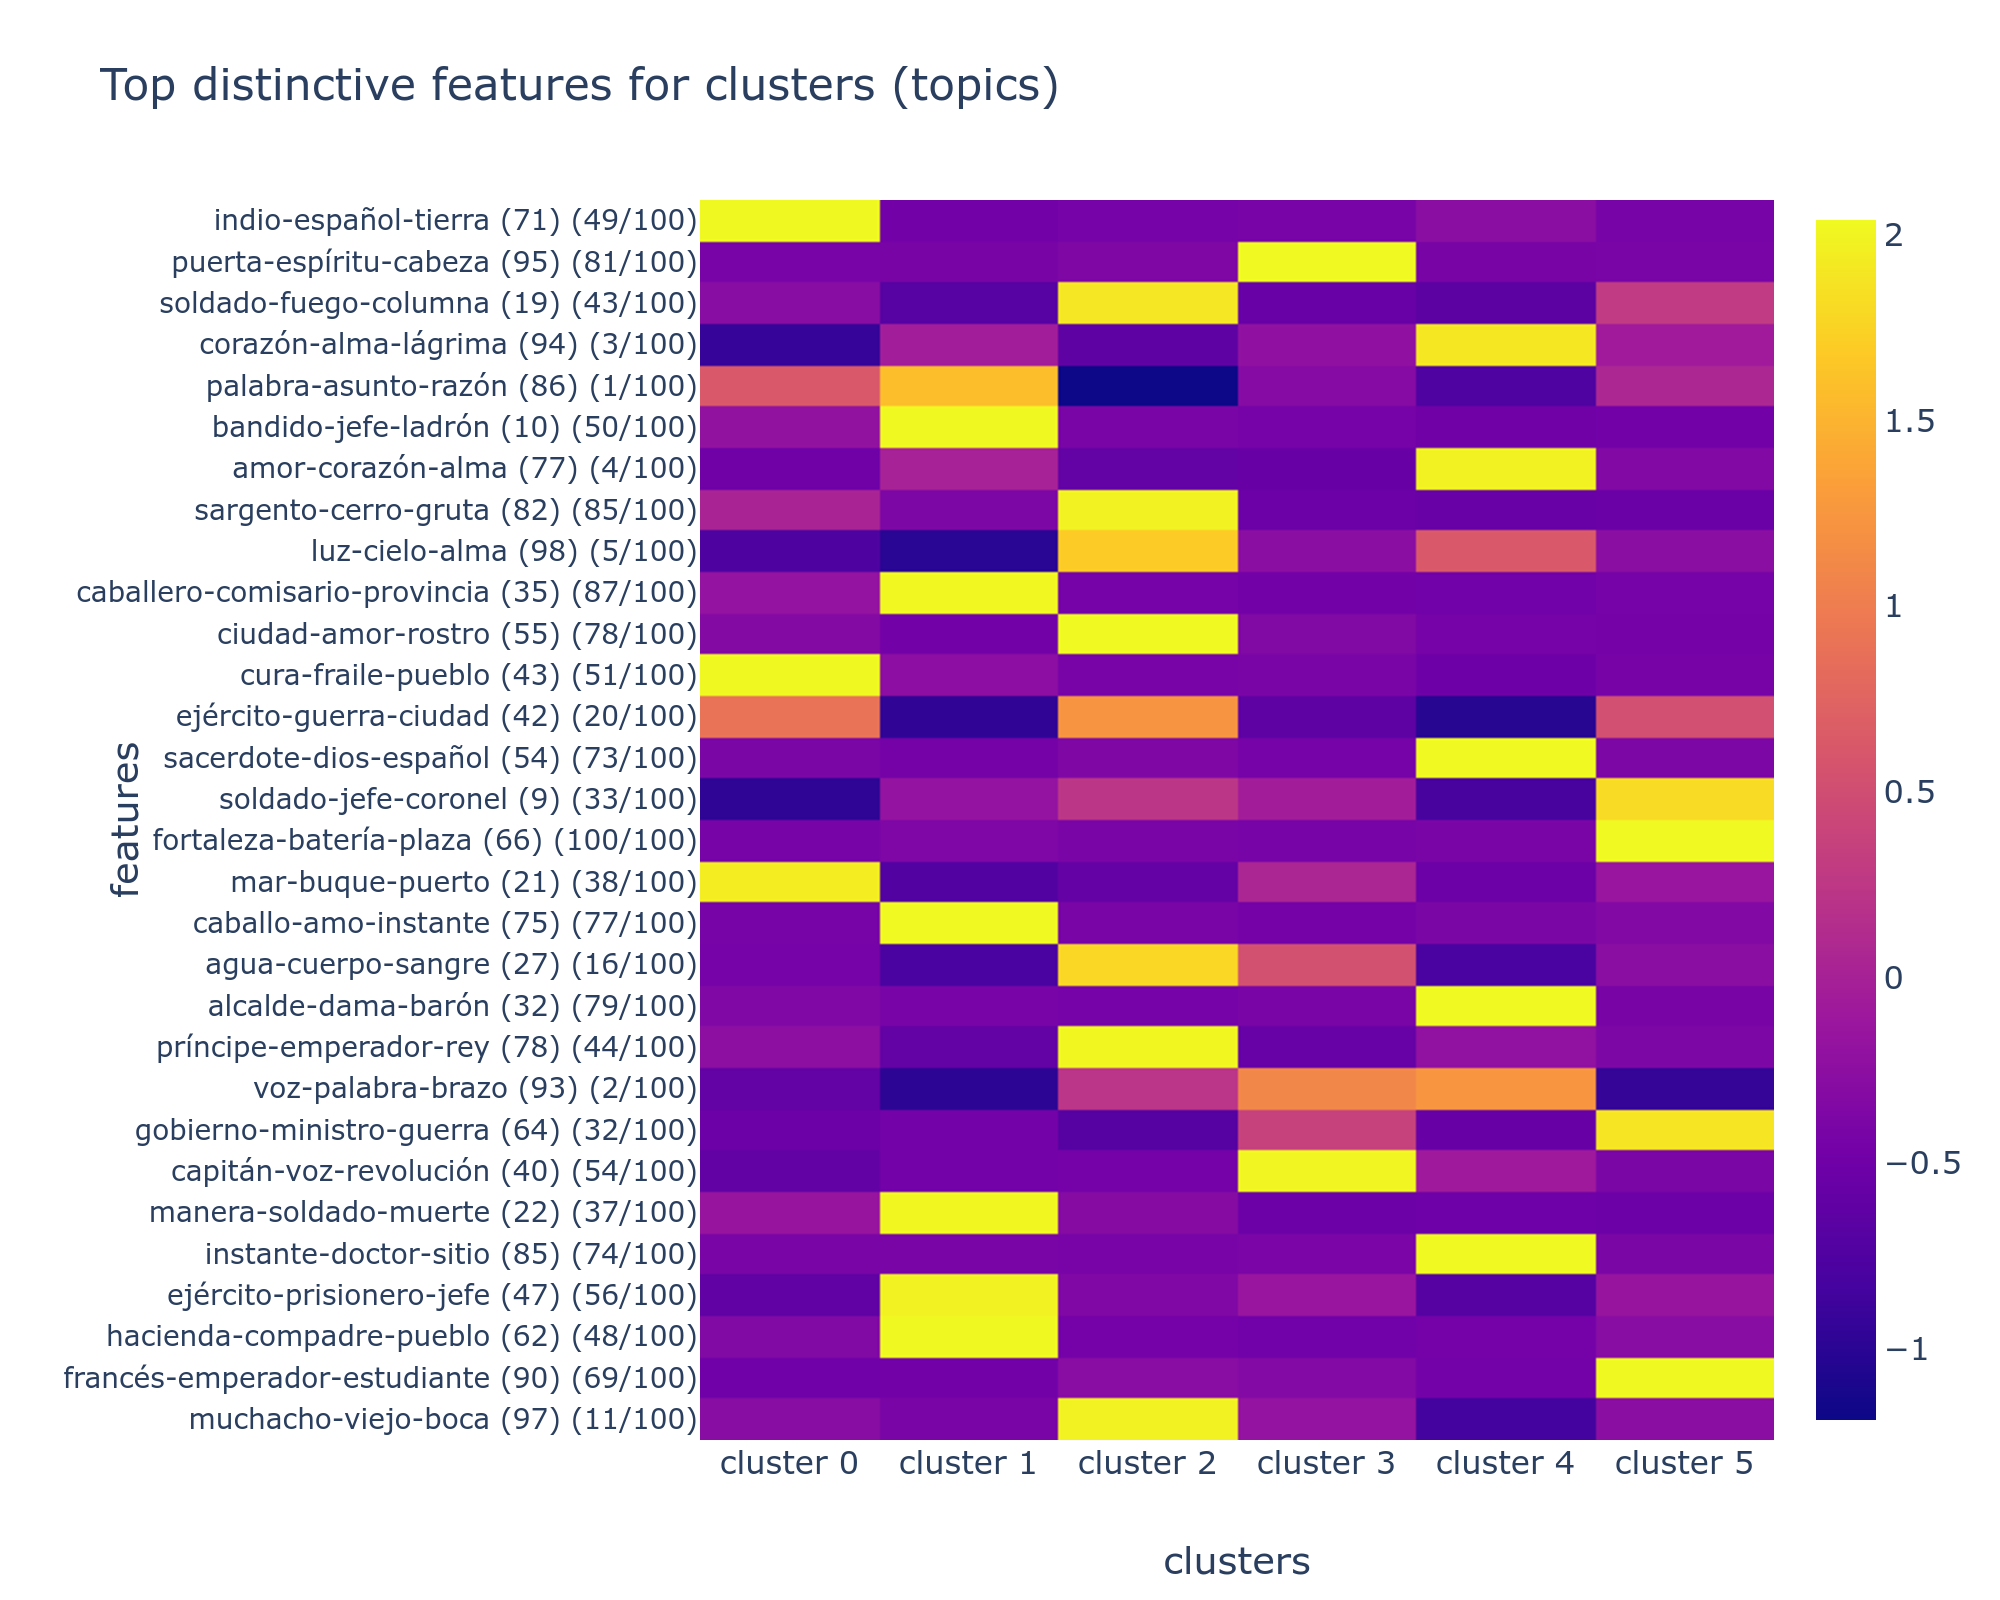 Top distinctive features for clusters (topics)
indio-español-tierra (71) (49/100)
puerta-espíritu-cabeza (95) (81/100)
soldado-fuego-columna (19) (43/100)
corazón-alma-lágrima (94) (3/100)
palabra-asunto-razón (86) (1/100)
bandido-jefe-ladrón (10) (50/100)
amor-corazón-alma (77) (4/100)
sargento-cerro-gruta (82) (85/100)
luz-cielo-alma (98) (5/100)
caballero-comisario-provincia (35) (87/100)
ciudad-amor-rostro (55) (78/100)
cura-fraile-pueblo (43) (51/100)
ejército-guerra-ciudad (42) (20/100)
sacerdote-dios-español (54) (73/100)
soldado-jefe-coronel (9) (33/100)
fortaleza-batería-plaza (66) (100/100)
mar-buque-puerto (21) (38/100)
caballo-amo-instante (75) (77/100)
agua-cuerpo-sangre (27) (16/100)
alcalde-dama-barón (32) (79/100)
príncipe-emperador-rey (78) (44/100)
voz-palabra-brazo (93) (2/100)
gobierno-ministro-guerra (64) (32/100)
capitán-voz-revolución (40) (54/100)
manera-soldado-muerte (22) (37/100)
instante-doctor-sitio (85) (74/100)
ejército-prisionero-jefe (47) (56/100)
hacienda-compadre-pueblo (62) (48/100)
francés-emperador-estudiante (90) (69/100)
muchacho-viejo-boca (97) (11/100)
features
cluster 0 cluster 1 cluster 2 cluster 3 cluster 4 cluster 5
clusters
2
1.5
1
0.5
0
−0.5
−1